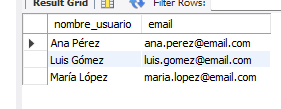 Result Grid Filter Rows:
nombre_usuario email
Ana Pérez ana.perez@email.com
Luis Gómez luis.gomez@email.com
María López maria.lopez@email.com